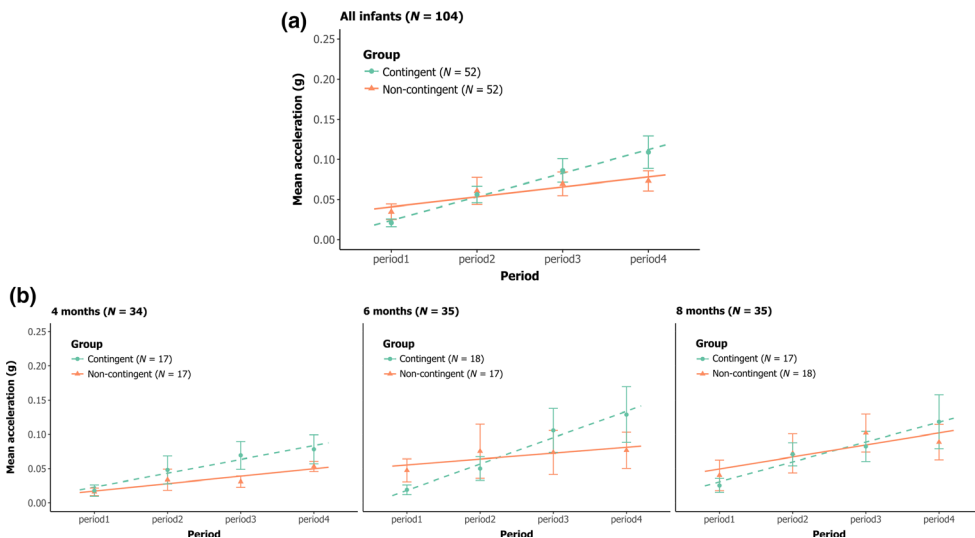 (a)
All infants (N = 104)
0.25
0.20
0.15
0.10
0.05
0.00
Mean acceleration (g)
Group
Contingent (N = 52)
Non-contingent (N = 52)
period1 period2 period3 period4
Period
(b)
4 months (N = 34)
0.25
0.20
0.15
0.10
0.05
0.00
Mean acceleration (g)
Group
Contingent (N = 17)
Non-contingent (N = 17)
period1 period2 period3 period4
Period
6 months (N = 35)
Group
Contingent (N = 18)
Non-contingent (N = 17)
period1 period2 period3 period4
Period
8 months (N = 35)
Group
Contingent (N = 17)
Non-contingent (N = 18)
period1 period2 period3 period4
Period